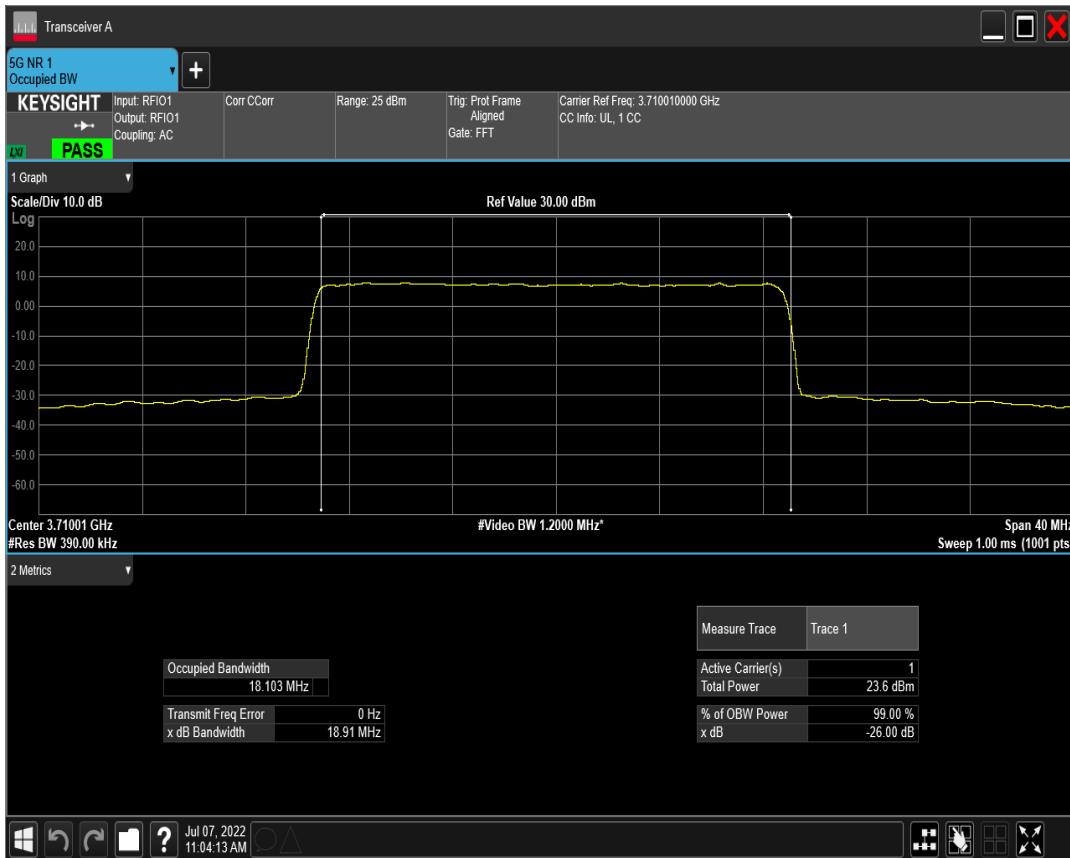 Transceiver A
5G NR 1
Occupied BW
KEYSIGHT
LXI
PASS
Input: RFIO1
Output: RFIO1
Coupling: AC
Corr CCorr
Range: 25 dBm
Trig: Prot Frame
Aligned
Gate: FFT
Carrier Ref Freq: 3.710010000 GHz
CC Info: UL, 1 CC
1 Graph
Scale/Div 10.0 dB
Ref Value 30.00 dBm
Log
20.0
10.0
0.00
-10.0
-20.0
-30.0
-40.0
-50.0
-60.0
Center 3.71001 GHz
#Video BW 1.2000 MHz*
Span 40 MHz
#Res BW 390.00 kHz
Sweep 1.00 ms (1001 pts
2 Metrics
Measure Trace Trace 1
Occupied Bandwidth
18.103 MHz
Active Carrier(s) 1
Total Power 23.6 dBm
Transmit Freq Error 0 Hz
x dB Bandwidth 18.91 MHz
% of OBW Power 99.00 %
x dB -26.00 dB
Jul 07, 2022
11:04:13 AM